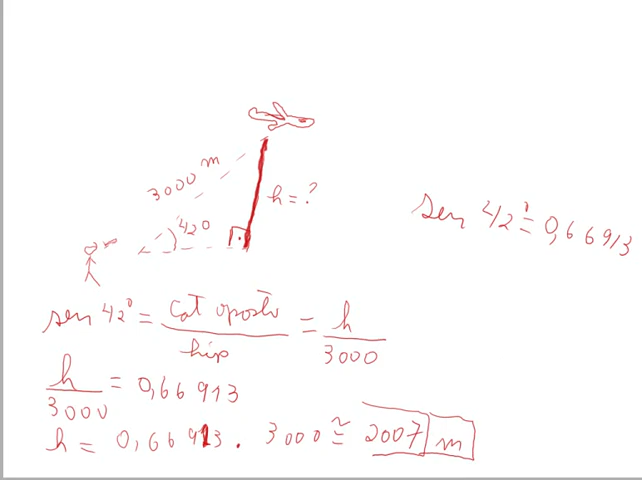 3000 m
h = ?
42°
sen 42° = 0,66913
sen 42° = cat oposto / hip = h / 3000
h / 3000 = 0,66913
h = 0,66913 . 3000 ≅ 2007 m